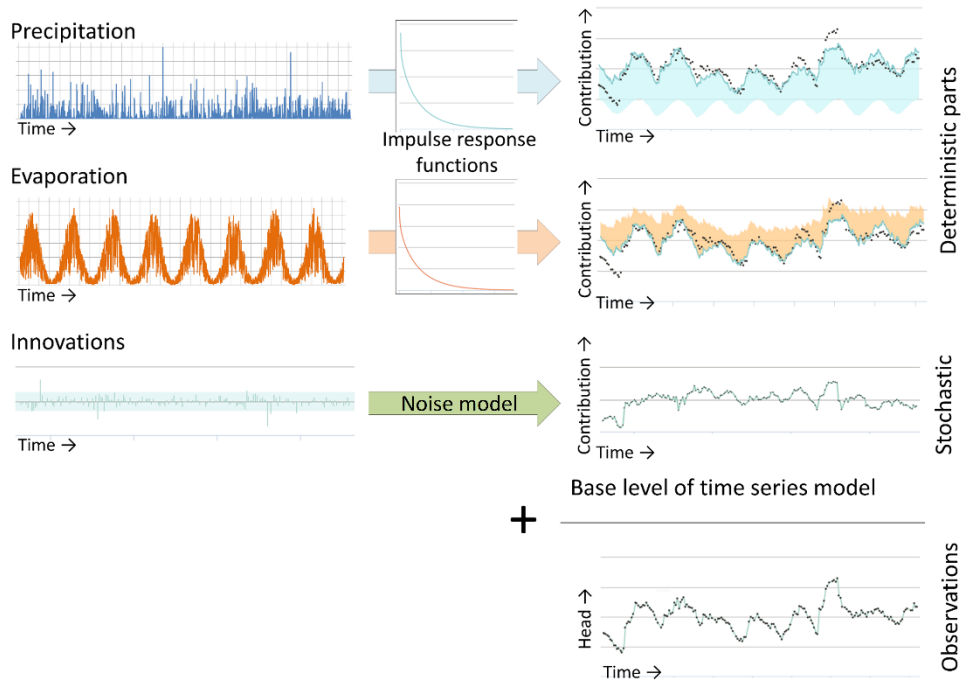 Precipitation
Time →
Impulse response
functions
Contribution →
Time →
Deterministic parts
Evaporation
Time →
Contribution →
Time →
Innovations
Time →
Noise model
Contribution →
Time →
Stochastic
Base level of time series model
+
Head →
Time →
Observations